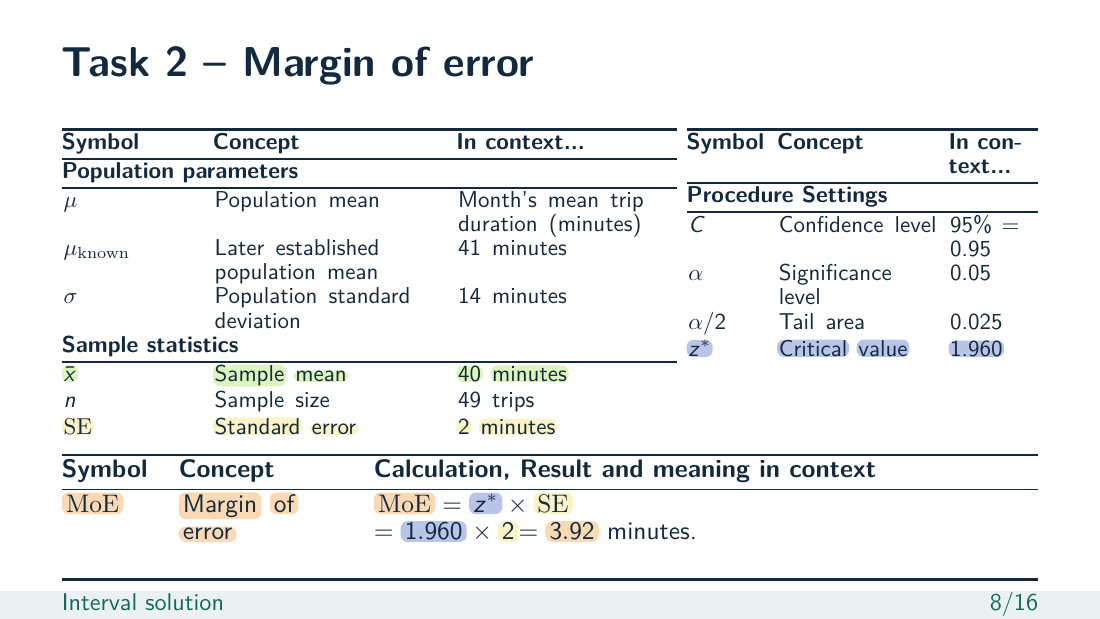 Task 2 – Margin of error
Symbol Concept In context...
Population parameters
μ Population mean Month's mean trip
duration (minutes)
μknown Later established 41 minutes
population mean
σ Population standard 14 minutes
deviation
Sample statistics
x̄ Sample mean 40 minutes
n Sample size 49 trips
SE Standard error 2 minutes
Symbol Concept In con-
text...
Procedure Settings
C Confidence level 95% =
0.95
α Significance 0.05
level
α/2 Tail area 0.025
z* Critical value 1.960
Symbol Concept Calculation, Result and meaning in context
MoE Margin of MoE = z* × SE
error = 1.960 × 2 = 3.92 minutes.
Interval solution 8/16